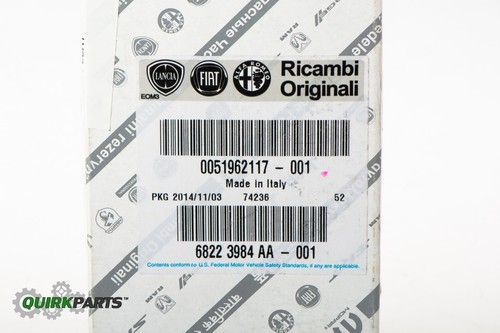 LANCIA
FIAT
ALFA ROMEO
Ricambi
Originali
EOM3
0051962117 - 001
Made in Italy
PKG 2014/11/03 74236 52
6822 3984 AA - 001
Contents conform to U.S. Federal Motor Vehicle Safety Standards, if any are applicable.
QUIRKPARTS